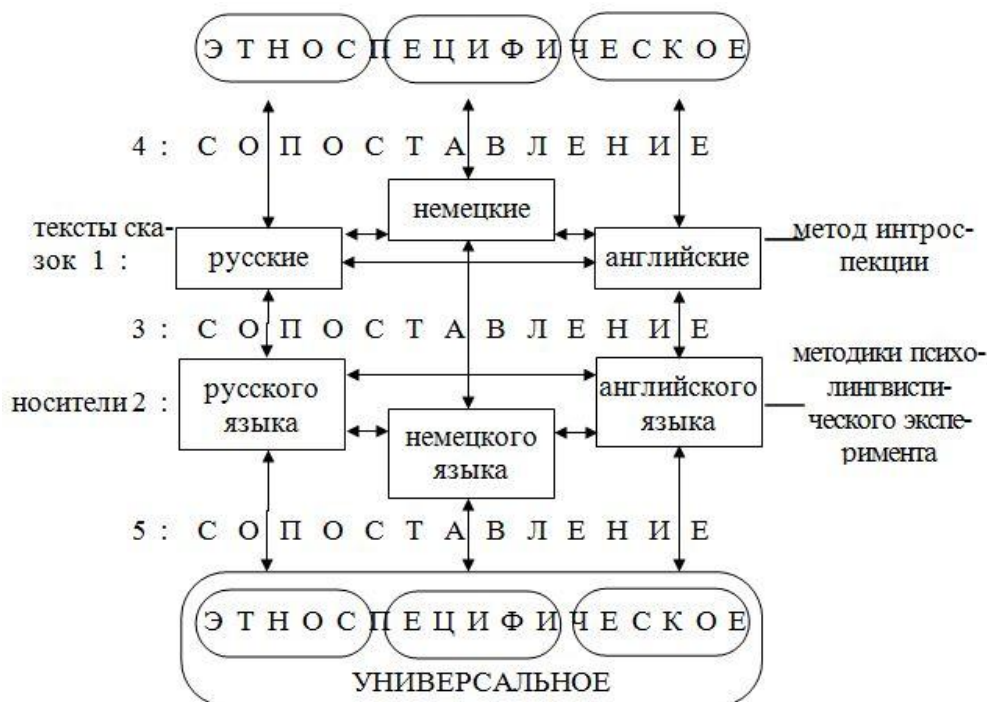 ЭТНОСПЕЦИФИЧЕСКОЕ
4 : СОПОСТАВЛЕНИЕ
немецкие
тексты ска-
зок 1 :
русские
английские
метод интрос-
пекции
3 : СОПОСТАВЛЕНИЕ
носители 2 :
русского
языка
английского
языка
методики психо-
лингвисти-
ческого экспе-
римента
немецкого
языка
5 : СОПОСТАВЛЕНИЕ
ЭТНОСПЕЦИФИЧЕСКОЕ
УНИВЕРСАЛЬНОЕ